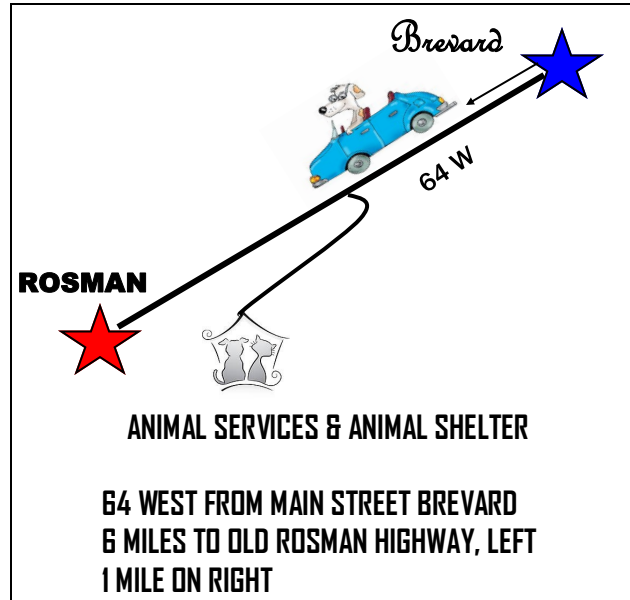 Brevard
64 W
ROSMAN
ANIMAL SERVICES & ANIMAL SHELTER
64 WEST FROM MAIN STREET BREVARD
6 MILES TO OLD ROSMAN HIGHWAY, LEFT
1 MILE ON RIGHT